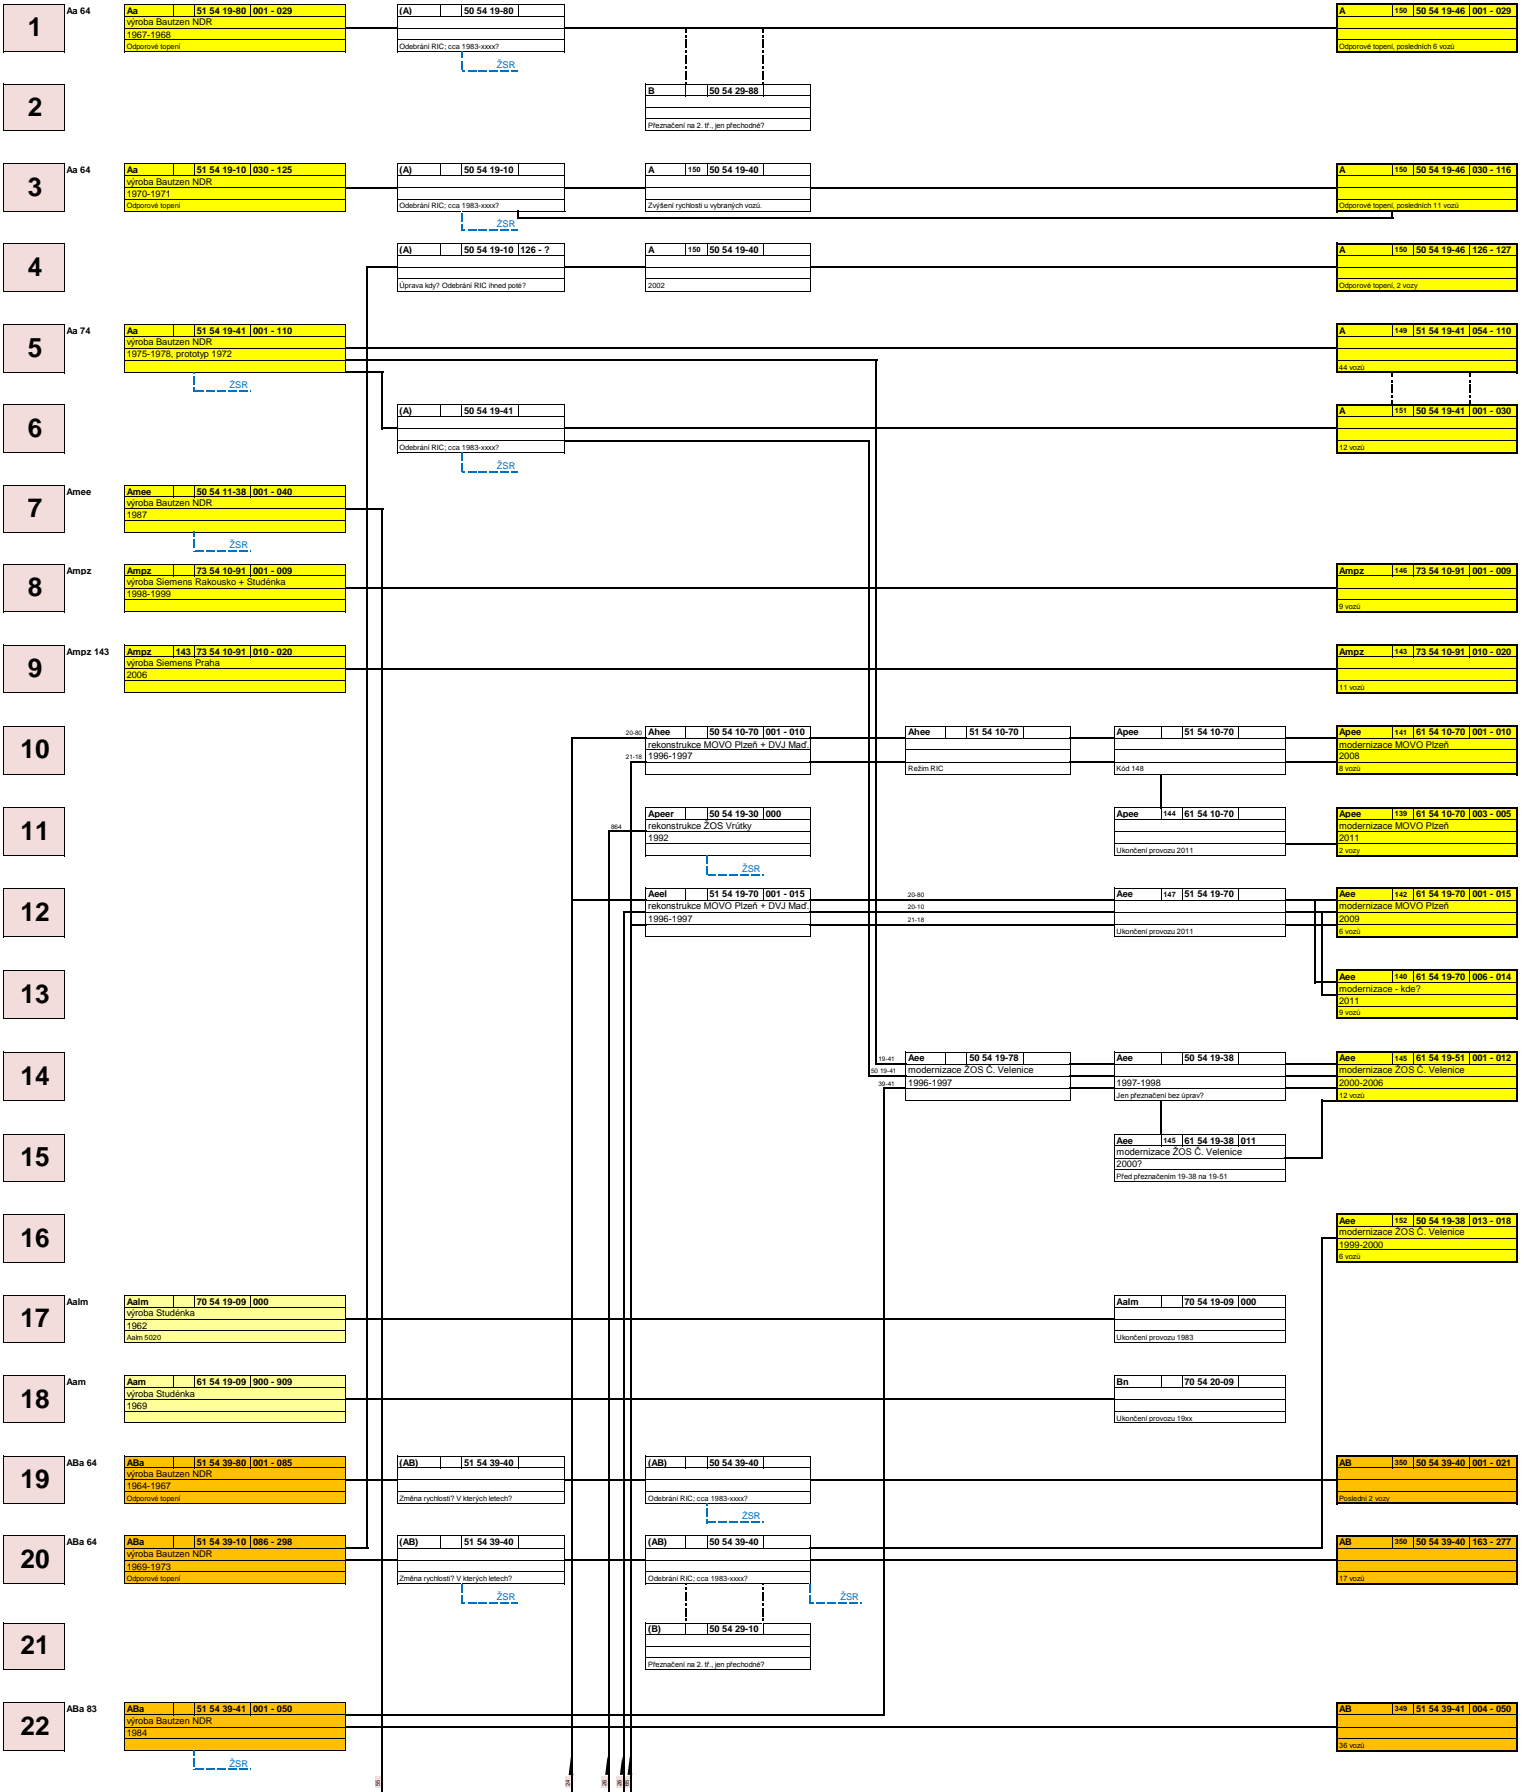 1
Aa 64
Aa 51 54 19-80 001 - 029
výroba Bautzen NDR
1967-1968
Odporové topení
(A) 50 54 19-80
Odebrání RIC; cca 1983-xxxx?
ŽSR
A 150 50 54 19-46 001 - 029
Odporové topení, posledních 6 vozů
2
B 50 54 29-88
Přeznačení na 2. tř., jen přechodné?
3
Aa 64
Aa 51 54 19-10 030 - 125
výroba Bautzen NDR
1970-1971
Odporové topení
(A) 50 54 19-10
Odebrání RIC; cca 1983-xxxx?
ŽSR
A 150 50 54 19-40
Zvýšení rychlosti u vybraných vozů.
A 150 50 54 19-46 030 - 116
Odporové topení, posledních 11 vozů
4
(A) 50 54 19-10 126 - ?
Úprava kdy? Odebrání RIC ihned poté?
A 150 50 54 19-40
2002
A 150 50 54 19-46 126 - 127
Odporové topení, 2 vozy
5
Aa 74
Aa 51 54 19-41 001 - 110
výroba Bautzen NDR
1975-1978, prototyp 1972
ŽSR
A 149 51 54 19-41 054 - 110
44 vozů
6
(A) 50 54 19-41
Odebrání RIC; cca 1983-xxxx?
ŽSR
A 151 50 54 19-41 001 - 030
12 vozů
7
Amee
Amee 50 54 11-38 001 - 040
výroba Bautzen NDR
1987
ŽSR
8
Ampz
Ampz 73 54 10-91 001 - 009
výroba Siemens Rakousko + Studénka
1998-1999
Ampz 146 73 54 10-91 001 - 009
9 vozů
9
Ampz 143
Ampz 143 73 54 10-91 010 - 020
výroba Siemens Praha
2006
Ampz 143 73 54 10-91 010 - 020
11 vozů
10
20-80
21-18
Ahee 50 54 10-70 001 - 010
rekonstrukce MOVO Plzeň + DVJ Maď.
1996-1997
Ahee 51 54 10-70
Režim RIC
Apee 51 54 10-70
Kód 148
Apee 141 61 54 10-70 001 - 010
modernizace MOVO Plzeň
2008
8 vozů
11
864
Apeer 50 54 19-30 000
rekonstrukce ŽOS Vrútky
1992
ŽSR
Apee 144 61 54 10-70
Ukončení provozu 2011
Apee 139 61 54 10-70 003 - 005
modernizace MOVO Plzeň
2011
2 vozy
12
Aeel 51 54 19-70 001 - 015
rekonstrukce MOVO Plzeň + DVJ Maď.
1996-1997
20-80
20-10
21-18
Aee 147 51 54 19-70
Ukončení provozu 2011
Aee 142 61 54 19-70 001 - 015
modernizace MOVO Plzeň
2009
6 vozů
13
Aee 140 61 54 19-70 006 - 014
modernizace - kde?
2011
9 vozů
14
19-41
50 19-41
39-41
Aee 50 54 19-78
modernizace ŽOS Č. Velenice
1996-1997
Aee 50 54 19-38
1997-1998
Jen přeznačení bez úprav?
Aee 145 61 54 19-51 001 - 012
modernizace ŽOS Č. Velenice
2000-2006
12 vozů
15
Aee 145 61 54 19-38 011
modernizace ŽOS Č. Velenice
2000?
Před přeznačením 19-38 na 19-51
16
Aee 152 50 54 19-38 013 - 018
modernizace ŽOS Č. Velenice
1999-2000
6 vozů
17
Aalm
Aalm 70 54 19-09 000
výroba Studénka
1962
Aalm 5020
Aalm 70 54 19-09 000
Ukončení provozu 1983
18
Aam
Aam 61 54 19-09 900 - 909
výroba Studénka
1969
Bn 70 54 20-09
Ukončení provozu 19xx
19
ABa 64
ABa 51 54 39-80 001 - 085
výroba Bautzen NDR
1964-1967
Odporové topení
(AB) 51 54 39-40
Změna rychlosti? V kterých letech?
(AB) 50 54 39-40
Odebrání RIC; cca 1983-xxxx?
ŽSR
AB 350 50 54 39-40 001 - 021
Poslední 2 vozy
20
ABa 64
ABa 51 54 39-10 086 - 298
výroba Bautzen NDR
1969-1973
Odporové topení
(AB) 51 54 39-40
Změna rychlosti? V kterých letech?
ŽSR
(AB) 50 54 39-40
Odebrání RIC; cca 1983-xxxx?
ŽSR
AB 350 50 54 39-40 163 - 277
17 vozů
21
(B) 50 54 29-10
Přeznačení na 2. tř., jen přechodné?
22
ABa 83
ABa 51 54 39-41 001 - 050
výroba Bautzen NDR
1984
ŽSR
AB 349 51 54 39-41 004 - 050
36 vozů